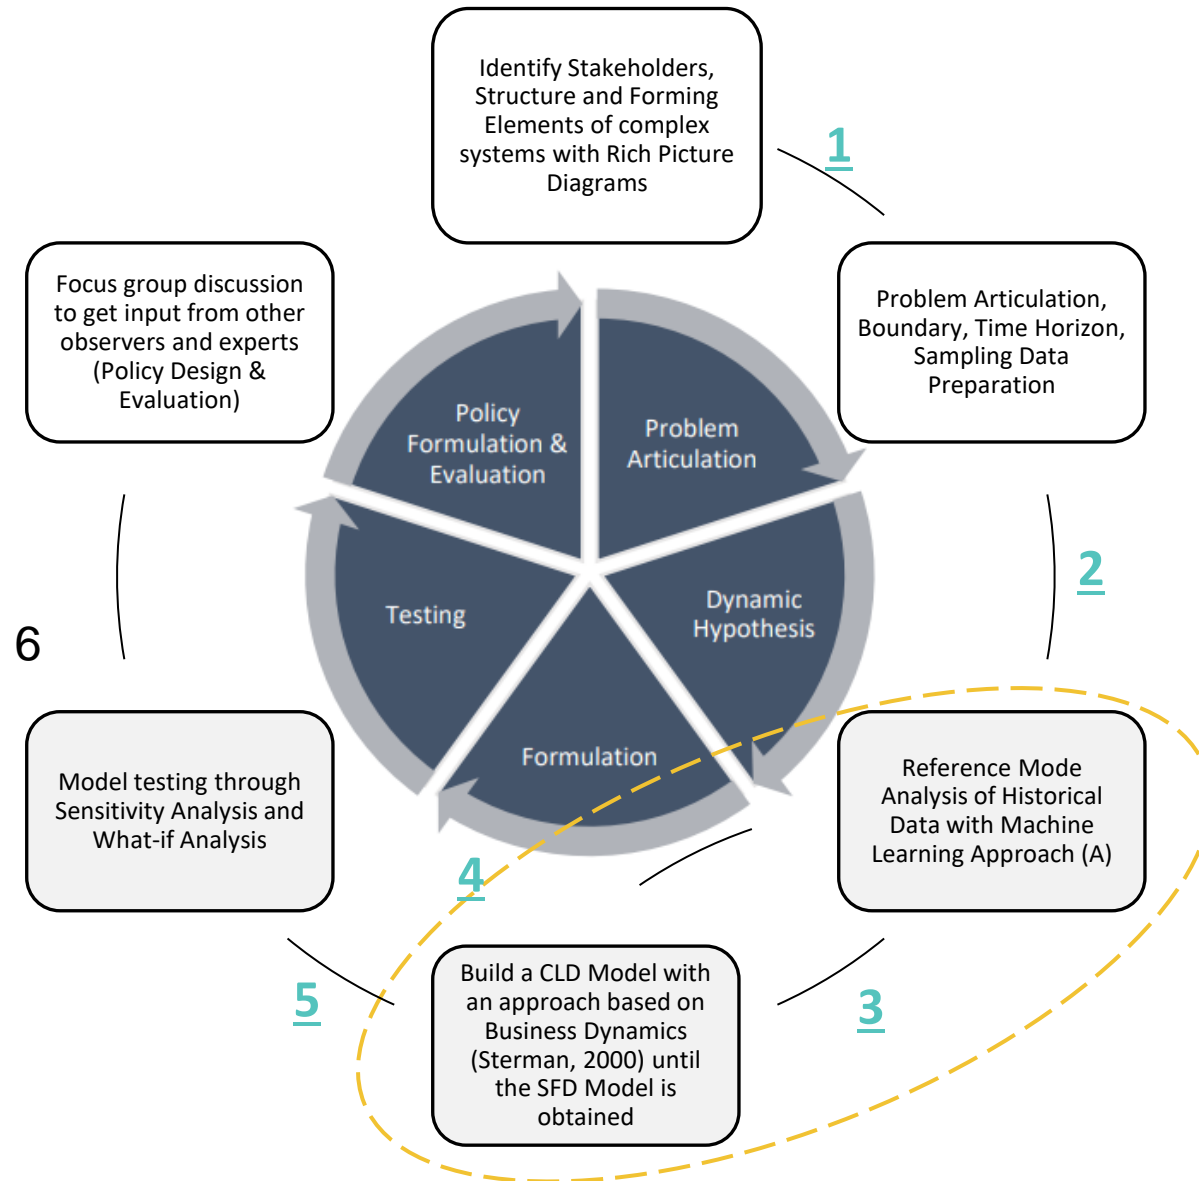 Identify Stakeholders,
Structure and Forming
Elements of complex
systems with Rich Picture
Diagrams
1
Problem Articulation,
Boundary, Time Horizon,
Sampling Data
Preparation
2
Reference Mode
Analysis of Historical
Data with Machine
Learning Approach (A)
3
Build a CLD Model with
an approach based on
Business Dynamics
(Sterman, 2000) until
the SFD Model is
obtained
4
5
Model testing through
Sensitivity Analysis and
What-if Analysis
6
Focus group discussion
to get input from other
observers and experts
(Policy Design &
Evaluation)
Problem
Articulation
Dynamic
Hypothesis
Formulation
Testing
Policy
Formulation &
Evaluation